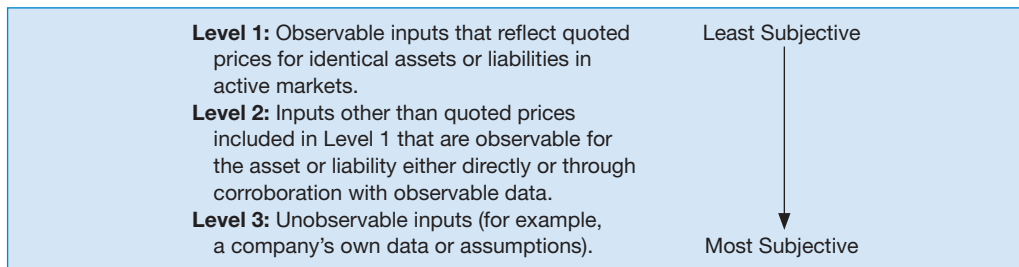 Level 1: Observable inputs that reflect quoted
prices for identical assets or liabilities in
active markets.
Level 2: Inputs other than quoted prices
included in Level 1 that are observable for
the asset or liability either directly or through
corroboration with observable data.
Level 3: Unobservable inputs (for example,
a company’s own data or assumptions).
Least Subjective
Most Subjective